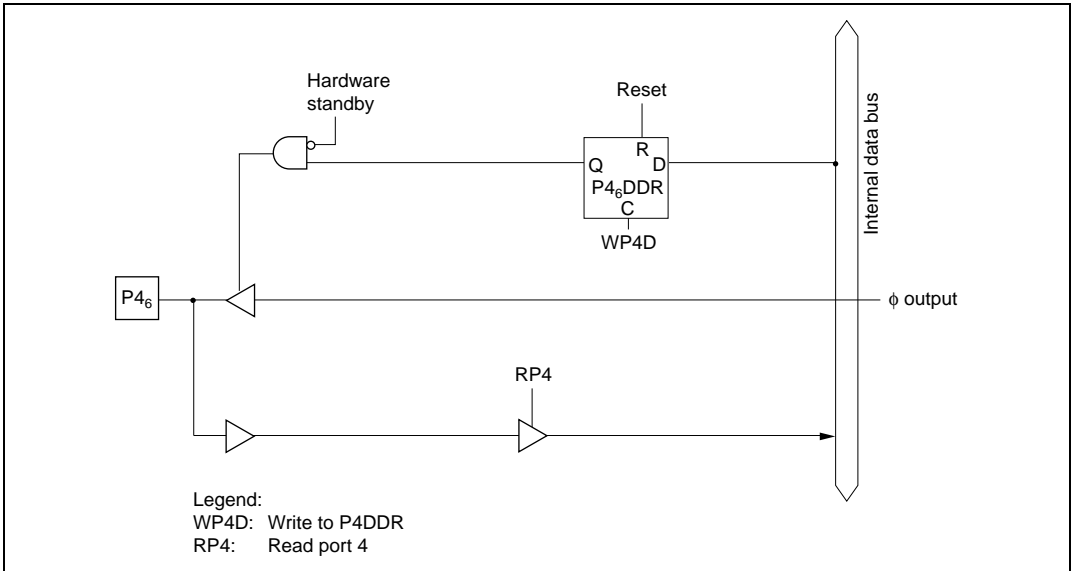 Hardware
standby
Reset
R
Q D
P4₆DDR
C
WP4D
Internal data bus
P4₆
ϕ output
RP4
Legend:
WP4D: Write to P4DDR
RP4: Read port 4